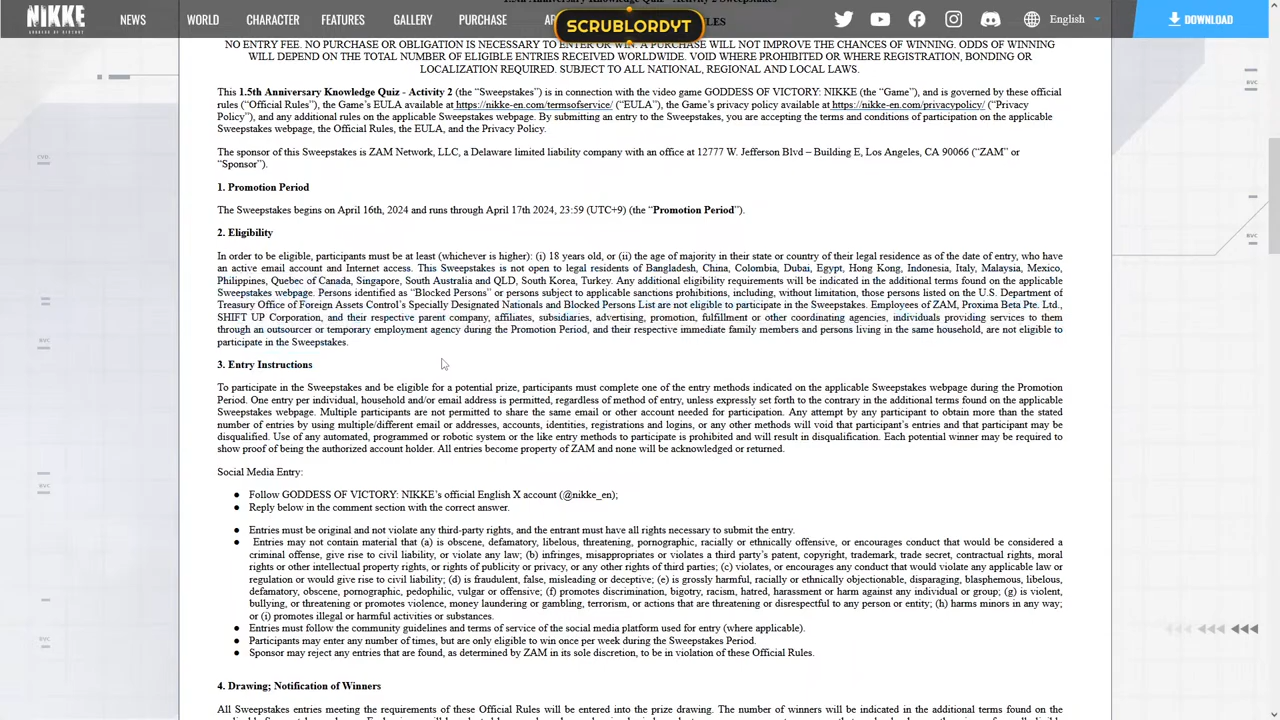 NIKKE
NEWS
WORLD
CHARACTER
FEATURES
GALLERY
PURCHASE
SCRUBLORDYT
English
DOWNLOAD
NO ENTRY FEE. NO PURCHASE OR OBLIGATION IS NECESSARY TO ENTER OR WIN. A PURCHASE WILL NOT IMPROVE THE CHANCES OF WINNING. ODDS OF WINNING
WILL DEPEND ON THE TOTAL NUMBER OF ELIGIBLE ENTRIES RECEIVED WORLDWIDE. VOID WHERE PROHIBITED OR WHERE REGISTRATION, BONDING OR
LOCALIZATION REQUIRED. SUBJECT TO ALL NATIONAL, REGIONAL AND LOCAL LAWS.
This 1.5th Anniversary Knowledge Quiz - Activity 2 (the “Sweepstakes”) is in connection with the video game GODDESS OF VICTORY: NIKKE (the “Game”), and is governed by these official
rules (“Official Rules”), the Game’s EULA available at https://nikke-en.com/termsofservice/ (“EULA”), the Game’s privacy policy available at https://nikke-en.com/privacypolicy/ (“Privacy
Policy”), and any additional rules on the applicable Sweepstakes webpage. By submitting an entry to the Sweepstakes, you are accepting the terms and conditions of participation on the applicable
Sweepstakes webpage, the Official Rules, the EULA, and the Privacy Policy.
The sponsor of this Sweepstakes is ZAM Network, LLC, a Delaware limited liability company with an office at 12777 W. Jefferson Blvd – Building E, Los Angeles, CA 90066 (“ZAM” or
“Sponsor”).
1. Promotion Period
The Sweepstakes begins on April 16th, 2024 and runs through April 17th 2024, 23:59 (UTC+9) (the “Promotion Period”).
2. Eligibility
In order to be eligible, participants must be at least (whichever is higher): (i) 18 years old, or (ii) the age of majority in their state or country of their legal residence as of the date of entry, who have
an active email account and Internet access. This Sweepstakes is not open to legal residents of Bangladesh, China, Colombia, Dubai, Egypt, Hong Kong, Indonesia, Italy, Malaysia, Mexico,
Philippines, Quebec of Canada, Singapore, South Australia and QLD, South Korea, Turkey. Any additional eligibility requirements will be indicated in the additional terms found on the applicable
Sweepstakes webpage. Persons identified as “Blocked Persons” or persons subject to applicable sanctions prohibitions, including, without limitation, those persons listed on the U.S. Department of
Treasury Office of Foreign Assets Control’s Specially Designated Nationals and Blocked Persons List are not eligible to participate in the Sweepstakes. Employees of ZAM, Proxima Beta Pte. Ltd.,
SHIFT UP Corporation, and their respective parent company, affiliates, subsidiaries, advertising, promotion, fulfillment or other coordinating agencies, individuals providing services to them
through an outsourcer or temporary employment agency during the Promotion Period, and their respective immediate family members and persons living in the same household, are not eligible to
participate in the Sweepstakes.
3. Entry Instructions
To participate in the Sweepstakes and be eligible for a potential prize, participants must complete one of the entry methods indicated on the applicable Sweepstakes webpage during the Promotion
Period. One entry per individual, household and/or email address is permitted, regardless of method of entry, unless expressly set forth to the contrary in the additional terms found on the applicable
Sweepstakes webpage. Multiple participants are not permitted to share the same email or other account needed for participation. Any attempt by any participant to obtain more than the stated
number of entries by using multiple/different email or addresses, accounts, identities, registrations and logins, or any other methods will void that participant’s entries and that participant may be
disqualified. Use of any automated, programmed or robotic system or the like entry methods to participate is prohibited and will result in disqualification. Each potential winner may be required to
show proof of being the authorized account holder. All entries become property of ZAM and none will be acknowledged or returned.
Social Media Entry:
● Follow GODDESS OF VICTORY: NIKKE’s official English X account (@nikke_en);
● Reply below in the comment section with the correct answer.
● Entries must be original and not violate any third-party rights, and the entrant must have all rights necessary to submit the entry.
● Entries may not contain material that (a) is obscene, defamatory, libelous, threatening, pornographic, racially or ethnically offensive, or encourages conduct that would be considered a
criminal offense, give rise to civil liability, or violate any law; (b) infringes, misappropriates or violates a third party’s patent, copyright, trademark, trade secret, contractual rights, moral
rights or other intellectual property rights, or rights of publicity or privacy, or any other rights of third parties; (c) violates, or encourages any conduct that would violate any applicable law or
regulation or would give rise to civil liability; (d) is fraudulent, false, misleading or deceptive; (e) is grossly harmful, racially or ethnically objectionable, disparaging, blasphemous, libelous,
defamatory, obscene, pornographic, pedophilic, vulgar or offensive; (f) promotes discrimination, bigotry, racism, hatred, harassment or harm against any individual or group; (g) is violent,
bullying, or threatening or promotes violence, money laundering or gambling, terrorism, or actions that are threatening or disrespectful to any person or entity; (h) harms minors in any way;
or (i) promotes illegal or harmful activities or substances.
● Entries must follow the community guidelines and terms of service of the social media platform used for entry (where applicable).
● Participants may enter any number of times, but are only eligible to win once per week during the Sweepstakes Period.
● Sponsor may reject any entries that are found, as determined by ZAM in its sole discretion, to be in violation of these Official Rules.
4. Drawing; Notification of Winners
All Sweepstakes entries meeting the requirements of these Official Rules will be entered into the prize drawing. The number of winners will be indicated in the additional terms found on the